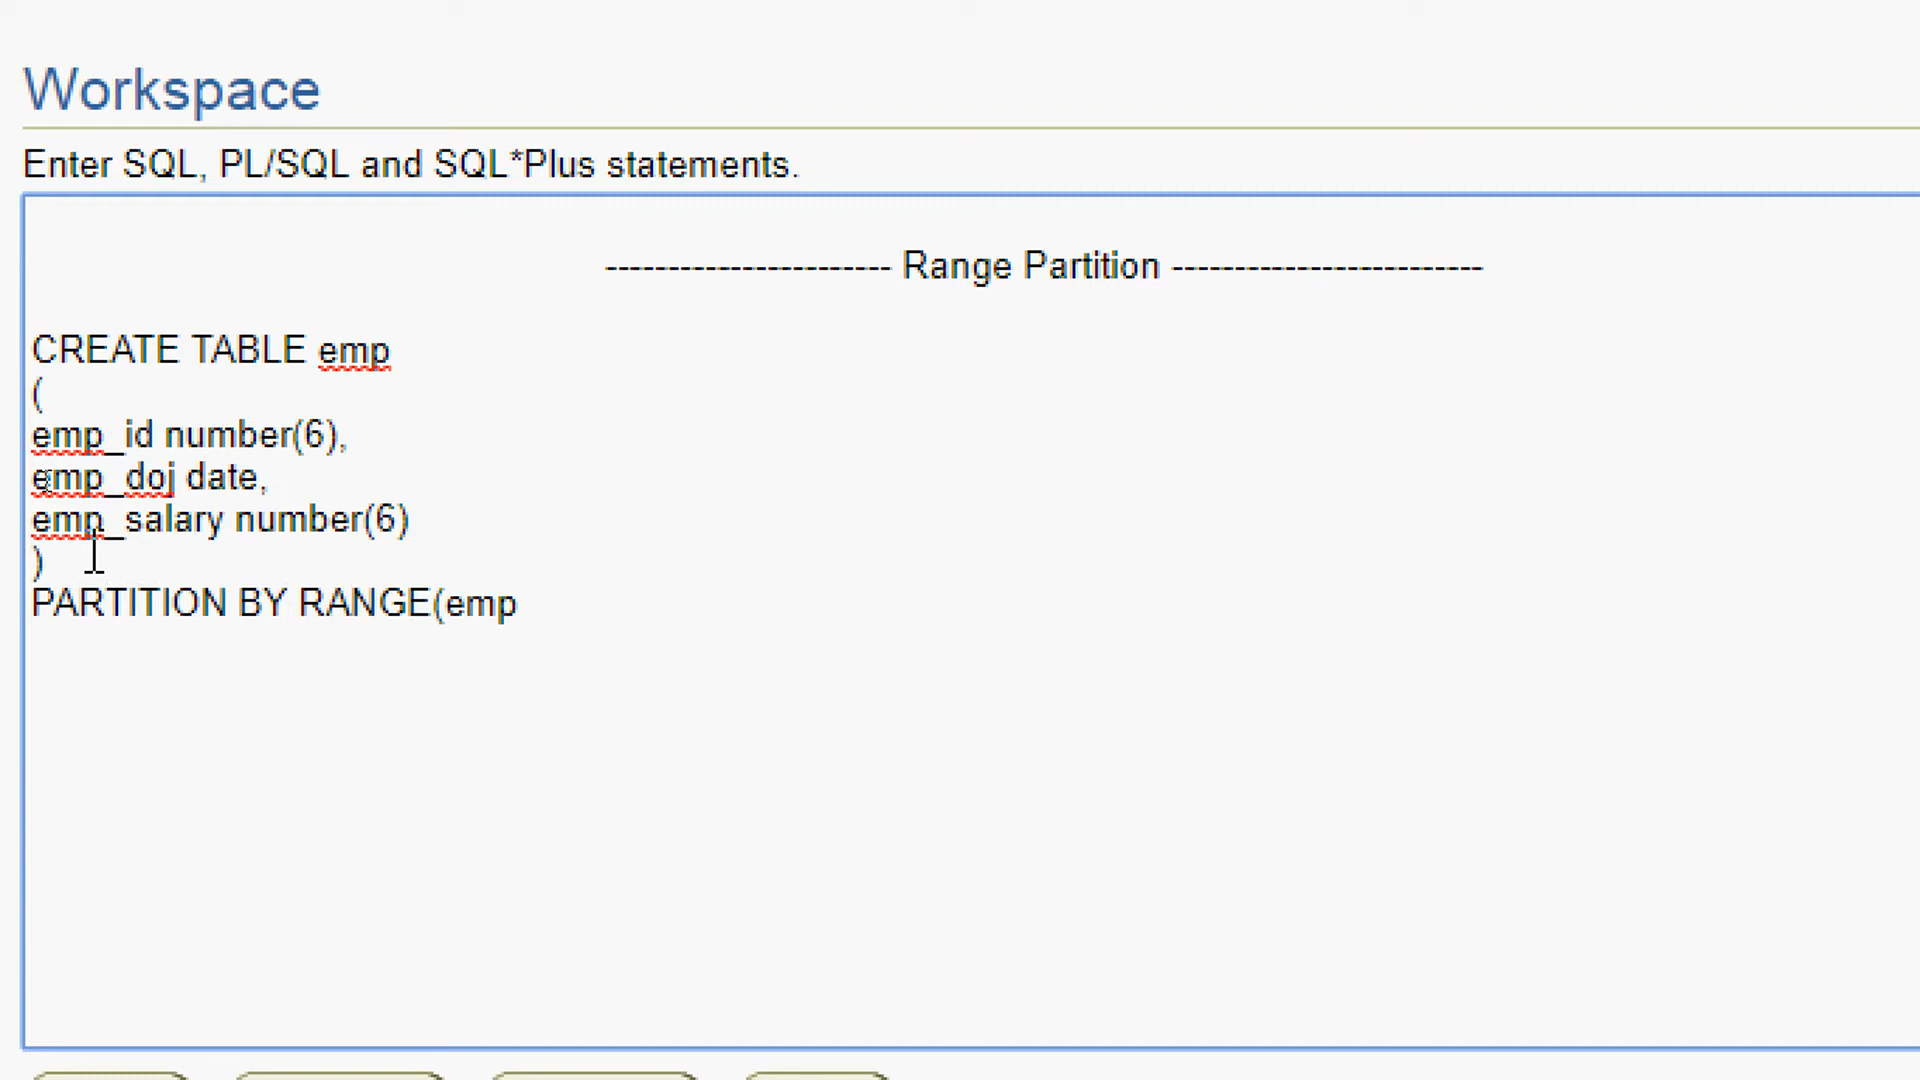 Workspace
Enter SQL, PL/SQL and SQL*Plus statements.
----------------------- Range Partition -------------------------
CREATE TABLE emp
(
emp_id number(6),
emp_doj date,
emp_salary number(6)
)
PARTITION BY RANGE(emp